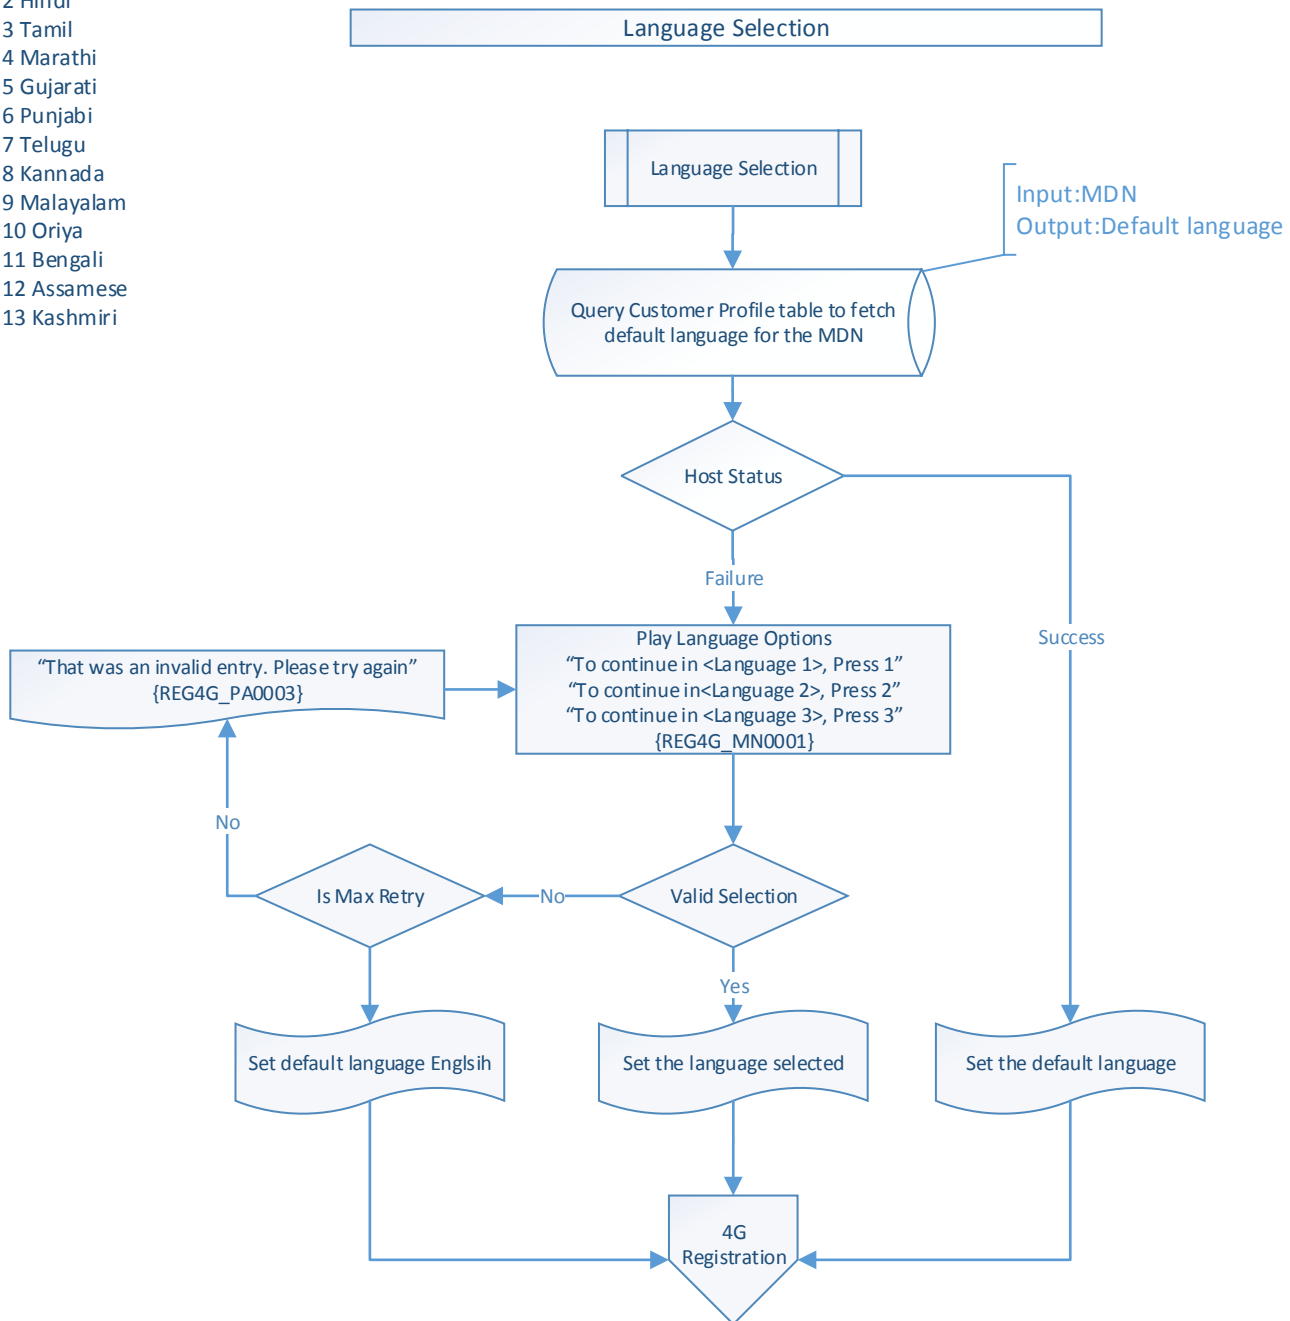 3 Tamil
4 Marathi
5 Gujarati
6 Punjabi
7 Telugu
8 Kannada
9 Malayalam
10 Oriya
11 Bengali
12 Assamese
13 Kashmiri
Language Selection
Language Selection
Input:MDN
Output:Default language
Query Customer Profile table to fetch
default language for the MDN
Host Status
Failure
Success
Play Language Options
“To continue in <Language 1>, Press 1”
“To continue in<Language 2>, Press 2”
“To continue in <Language 3>, Press 3”
{REG4G_MN0001}
“That was an invalid entry. Please try again”
{REG4G_PA0003}
No
Is Max Retry
No
Valid Selection
Yes
Set default language Englsih
Set the language selected
Set the default language
4G
Registration